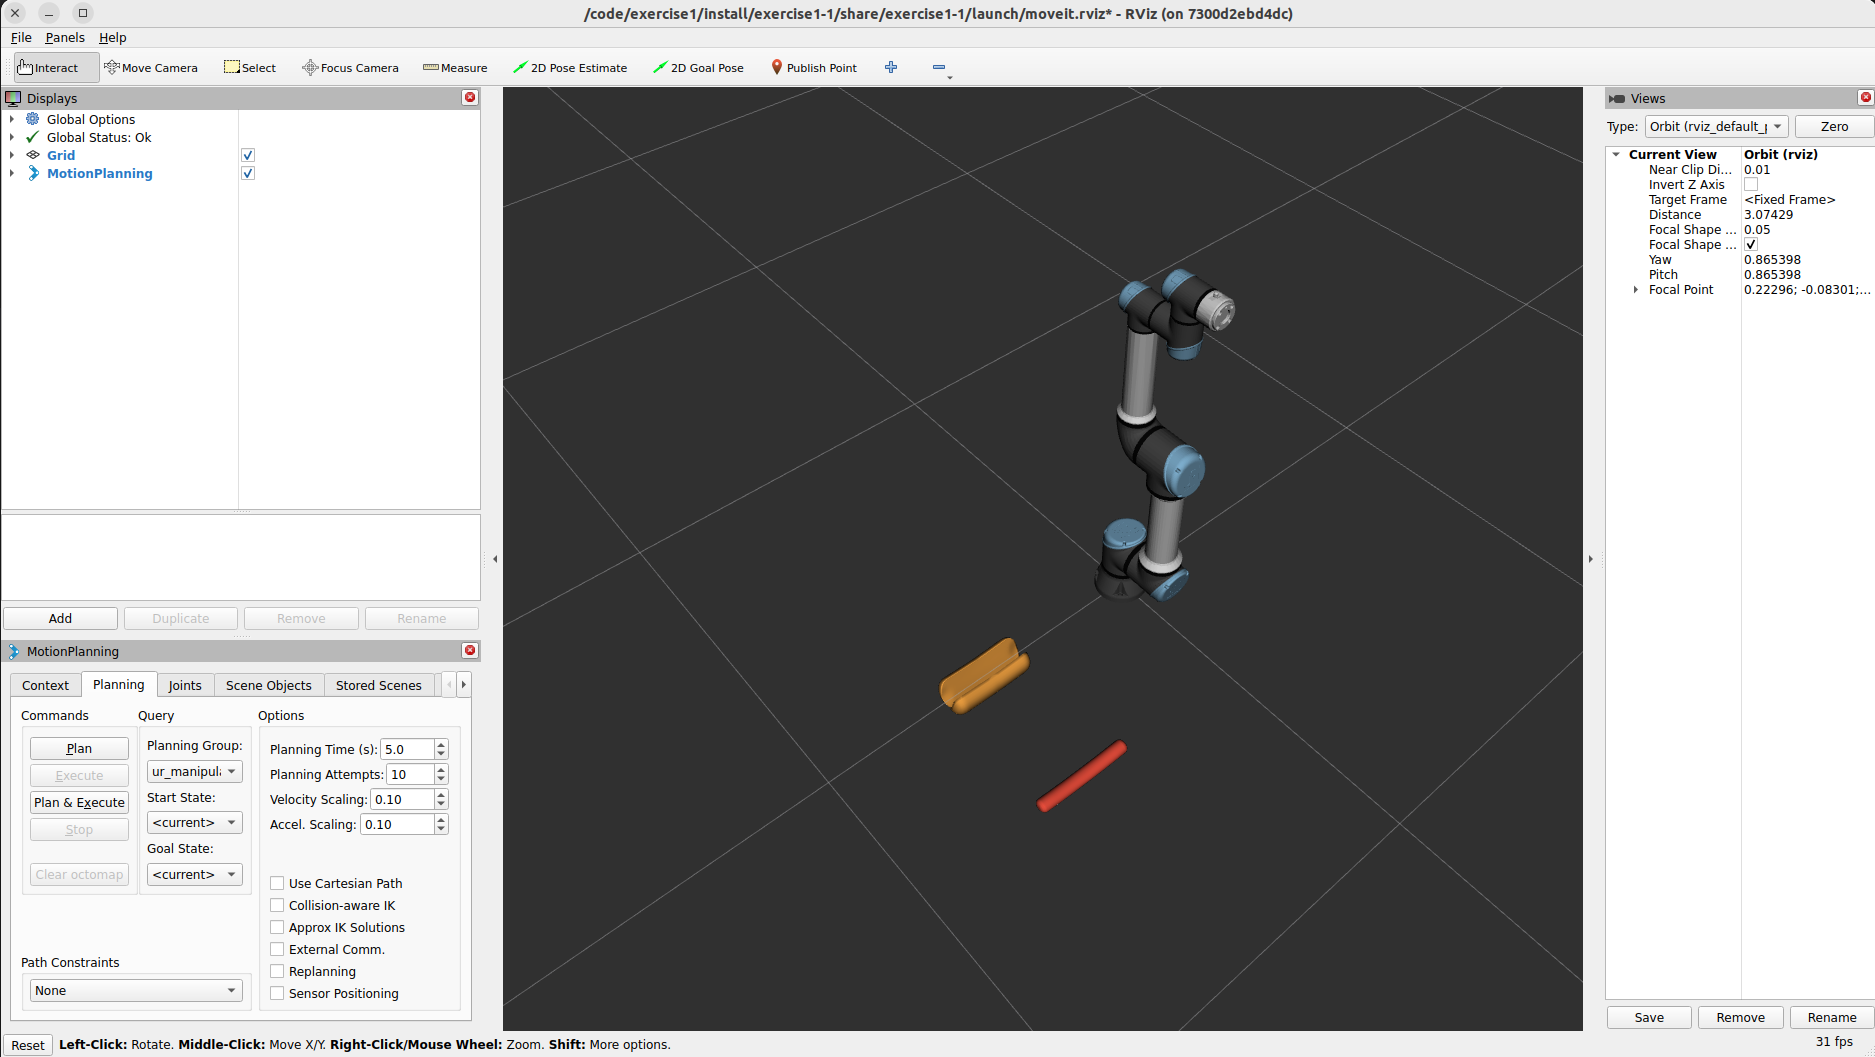 /code/exercise1/install/exercise1-1/share/exercise1-1/launch/moveit.rviz* - RViz (on 7300d2ebd4dc)
File Panels Help
Interact Move Camera Select Focus Camera Measure 2D Pose Estimate 2D Goal Pose Publish Point
Displays
Global Options
Global Status: Ok
Grid
MotionPlanning
Add Duplicate Remove Rename
MotionPlanning
Context Planning Joints Scene Objects Stored Scenes
Commands Query Options
Plan
Execute
Plan & Execute
Stop
Clear octomap
Planning Group:
ur_manipula
Start State:
<current>
Goal State:
<current>
Planning Time (s): 5.0
Planning Attempts: 10
Velocity Scaling: 0.10
Accel. Scaling: 0.10
Use Cartesian Path
Collision-aware IK
Approx IK Solutions
External Comm.
Replanning
Sensor Positioning
Path Constraints
None
Reset Left-Click: Rotate. Middle-Click: Move X/Y. Right-Click/Mouse Wheel: Zoom. Shift: More options.
Views
Type: Orbit (rviz_default_p Zero
Current View Orbit (rviz)
Near Clip Di... 0.01
Invert Z Axis
Target Frame <Fixed Frame>
Distance 3.07429
Focal Shape ... 0.05
Focal Shape ...
Yaw 0.865398
Pitch 0.865398
Focal Point 0.22296; -0.08301;...
Save Remove Rename
31 fps